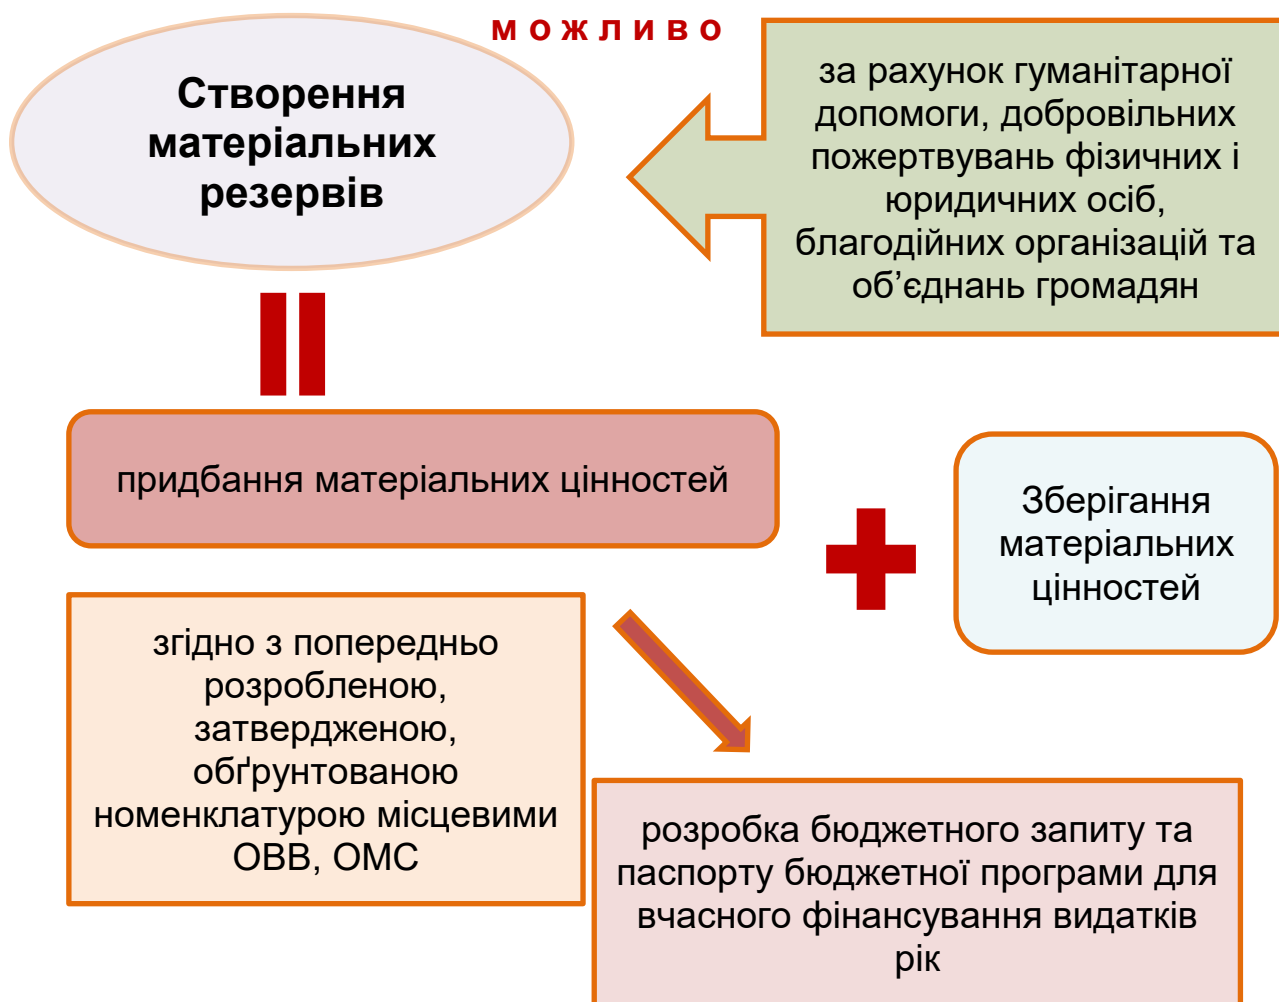 м о ж л и в о
Створення
матеріальних
резервів
за рахунок гуманітарної
допомоги, добровільних
пожертвувань фізичних і
юридичних осіб,
благодійних організацій та
об’єднань громадян
придбання матеріальних цінностей
Зберігання
матеріальних
цінностей
згідно з попередньо
розробленою,
затвердженою,
обґрунтованою
номенклатурою місцевими
ОВВ, ОМС
розробка бюджетного запиту та
паспорту бюджетної програми для
вчасного фінансування видатків
рік